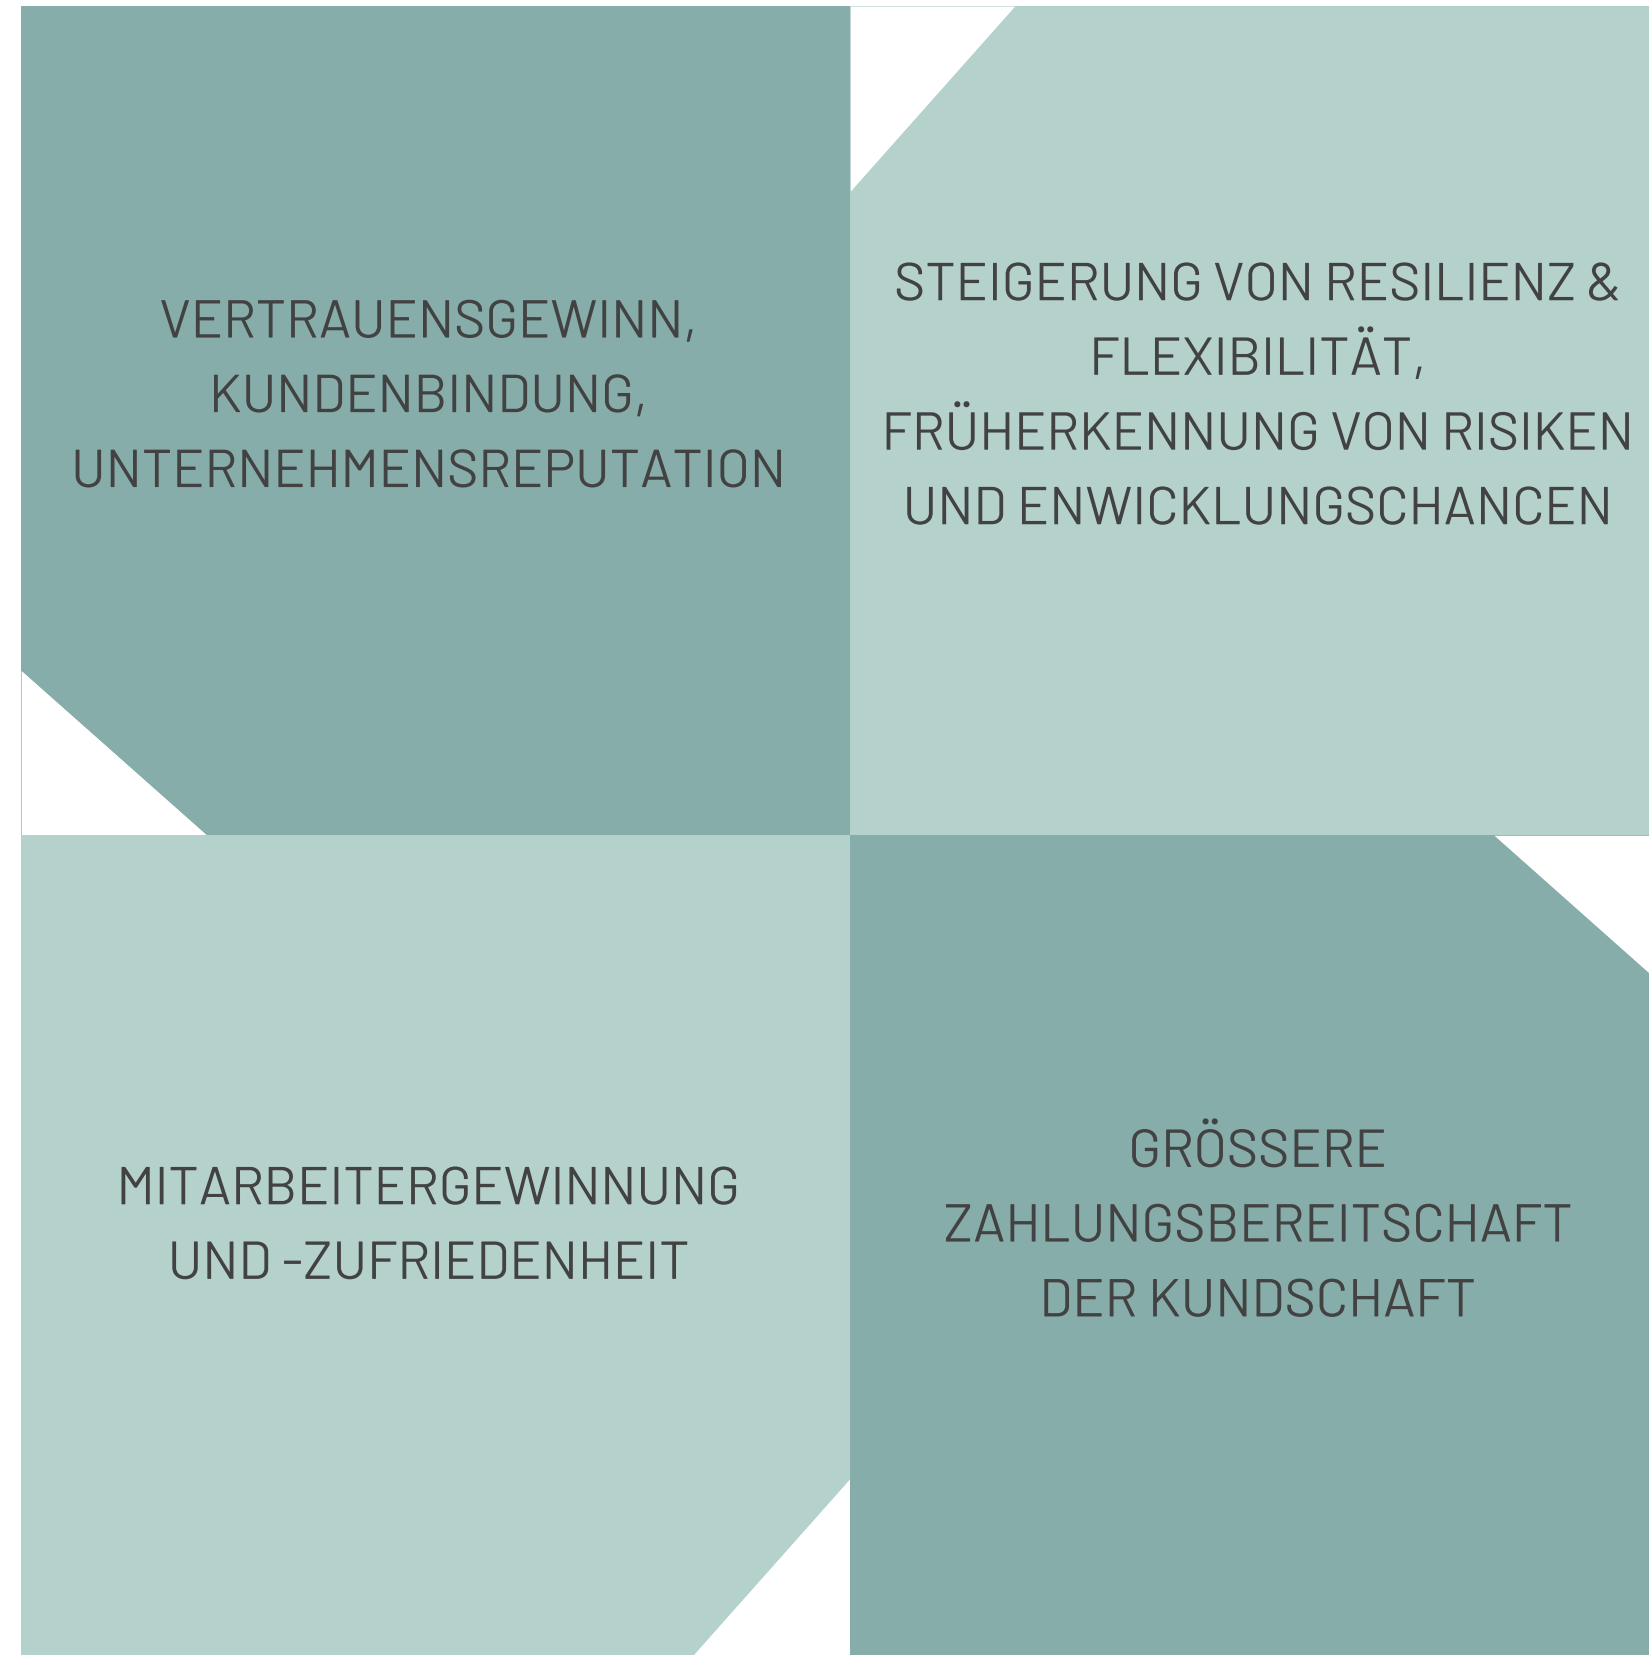 VERTRAUENSGEWINN,
KUNDENBINDUNG,
UNTERNEHMENSREPUTATION
STEIGERUNG VON RESILIENZ &
FLEXIBILITÄT,
FRÜHERKENNUNG VON RISIKEN
UND ENWICKLUNGSCHANCEN
MITARBEITERGEWINNUNG
UND -ZUFRIEDENHEIT
GRÖSSERE
ZAHLUNGSBEREITSCHAFT
DER KUNDSCHAFT